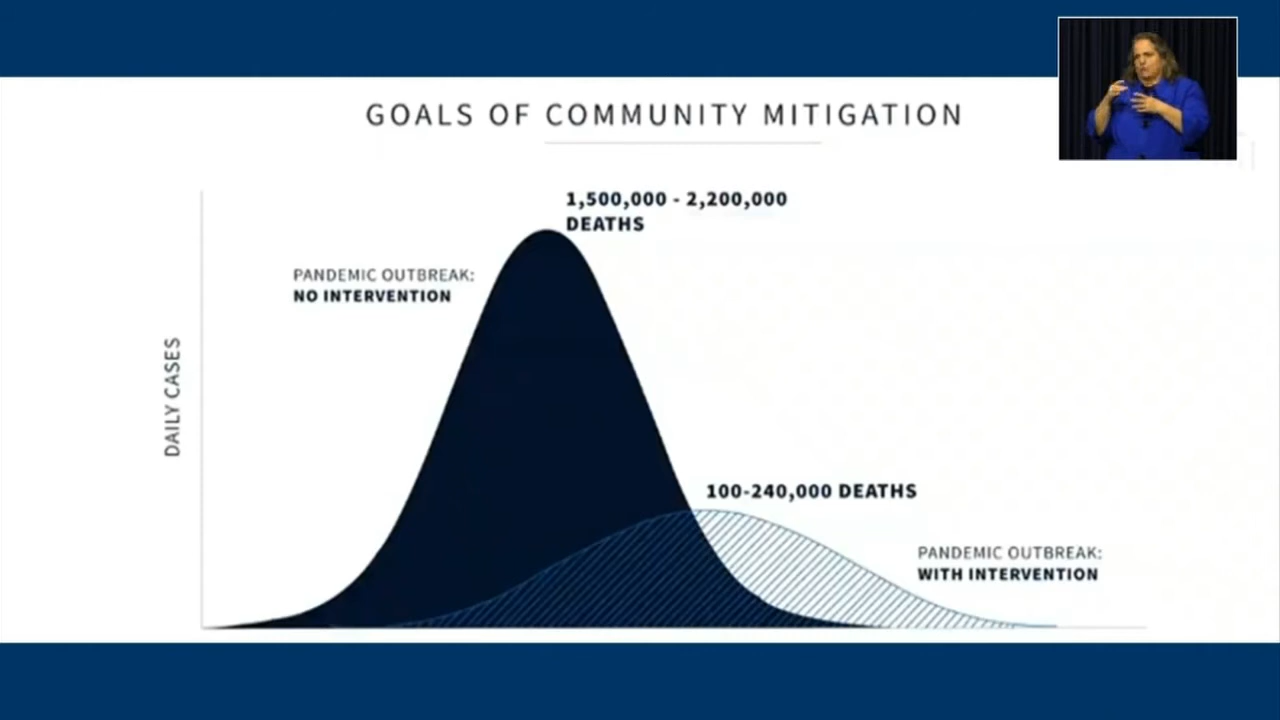 GOALS OF COMMUNITY MITIGATION
1,500,000 - 2,200,000
DEATHS
PANDEMIC OUTBREAK:
NO INTERVENTION
DAILY CASES
100-240,000 DEATHS
PANDEMIC OUTBREAK:
WITH INTERVENTION